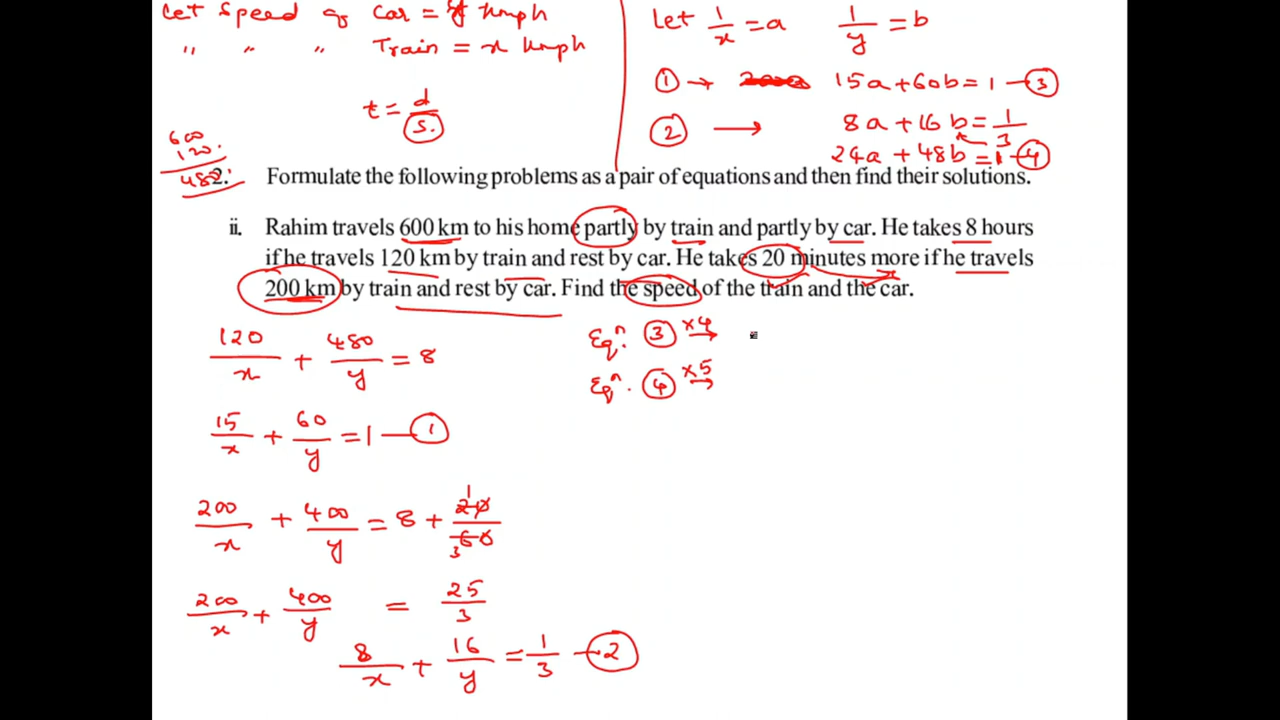 Let Speed of Car = y kmph
" " " Train = x kmph
t = d/s.
600
120.
480
Let 1/x = a 1/y = b
① → 15a + 60b = 1 — ③
② → 8a + 16b = 1/3
24a + 48b = 1 — ④
2. Formulate the following problems as a pair of equations and then find their solutions.
ii. Rahim travels 600 km to his home partly by train and partly by car. He takes 8 hours
if he travels 120 km by train and rest by car. He takes 20 minutes more if he travels
200 km by train and rest by car. Find the speed of the train and the car.
120/x + 480/y = 8
15/x + 60/y = 1 — ①
200/x + 400/y = 8 + 20/60
1
3
200/x + 400/y = 25/3
8/x + 16/y = 1/3 — ②
Eqn. ③ ×4 →
Eqn. ④ ×5 →